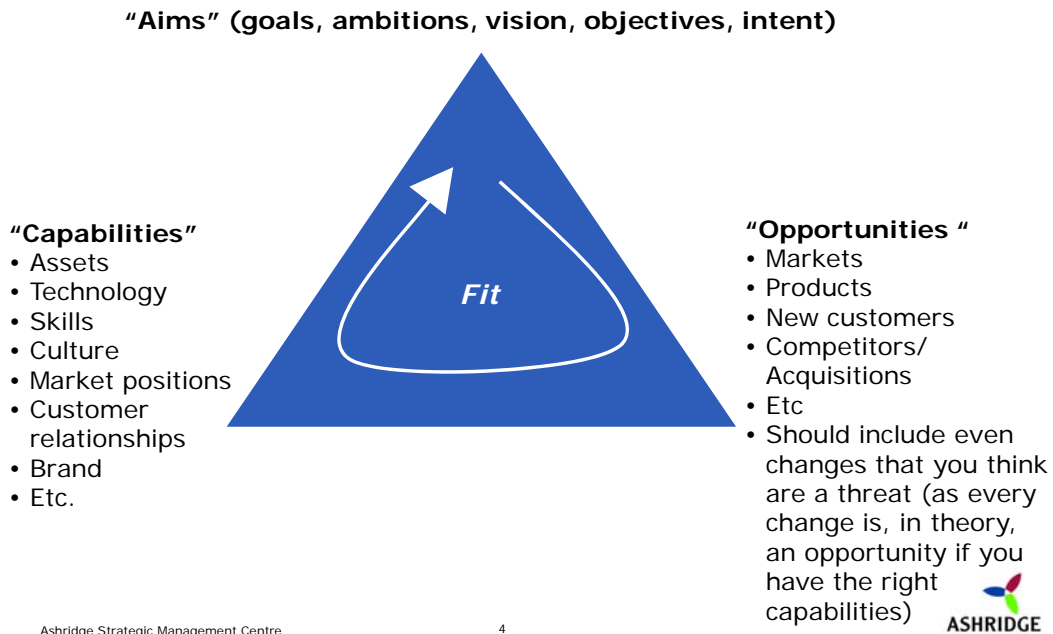 “Aims” (goals, ambitions, vision, objectives, intent)
“Capabilities”
• Assets
• Technology
• Skills
• Culture
• Market positions
• Customer
relationships
• Brand
• Etc.
Fit
“Opportunities “
• Markets
• Products
• New customers
• Competitors/
Acquisitions
• Etc
• Should include even
changes that you think
are a threat (as every
change is, in theory,
an opportunity if you
have the right
capabilities)
Ashridge Strategic Management Centre
4
ASHRIDGE